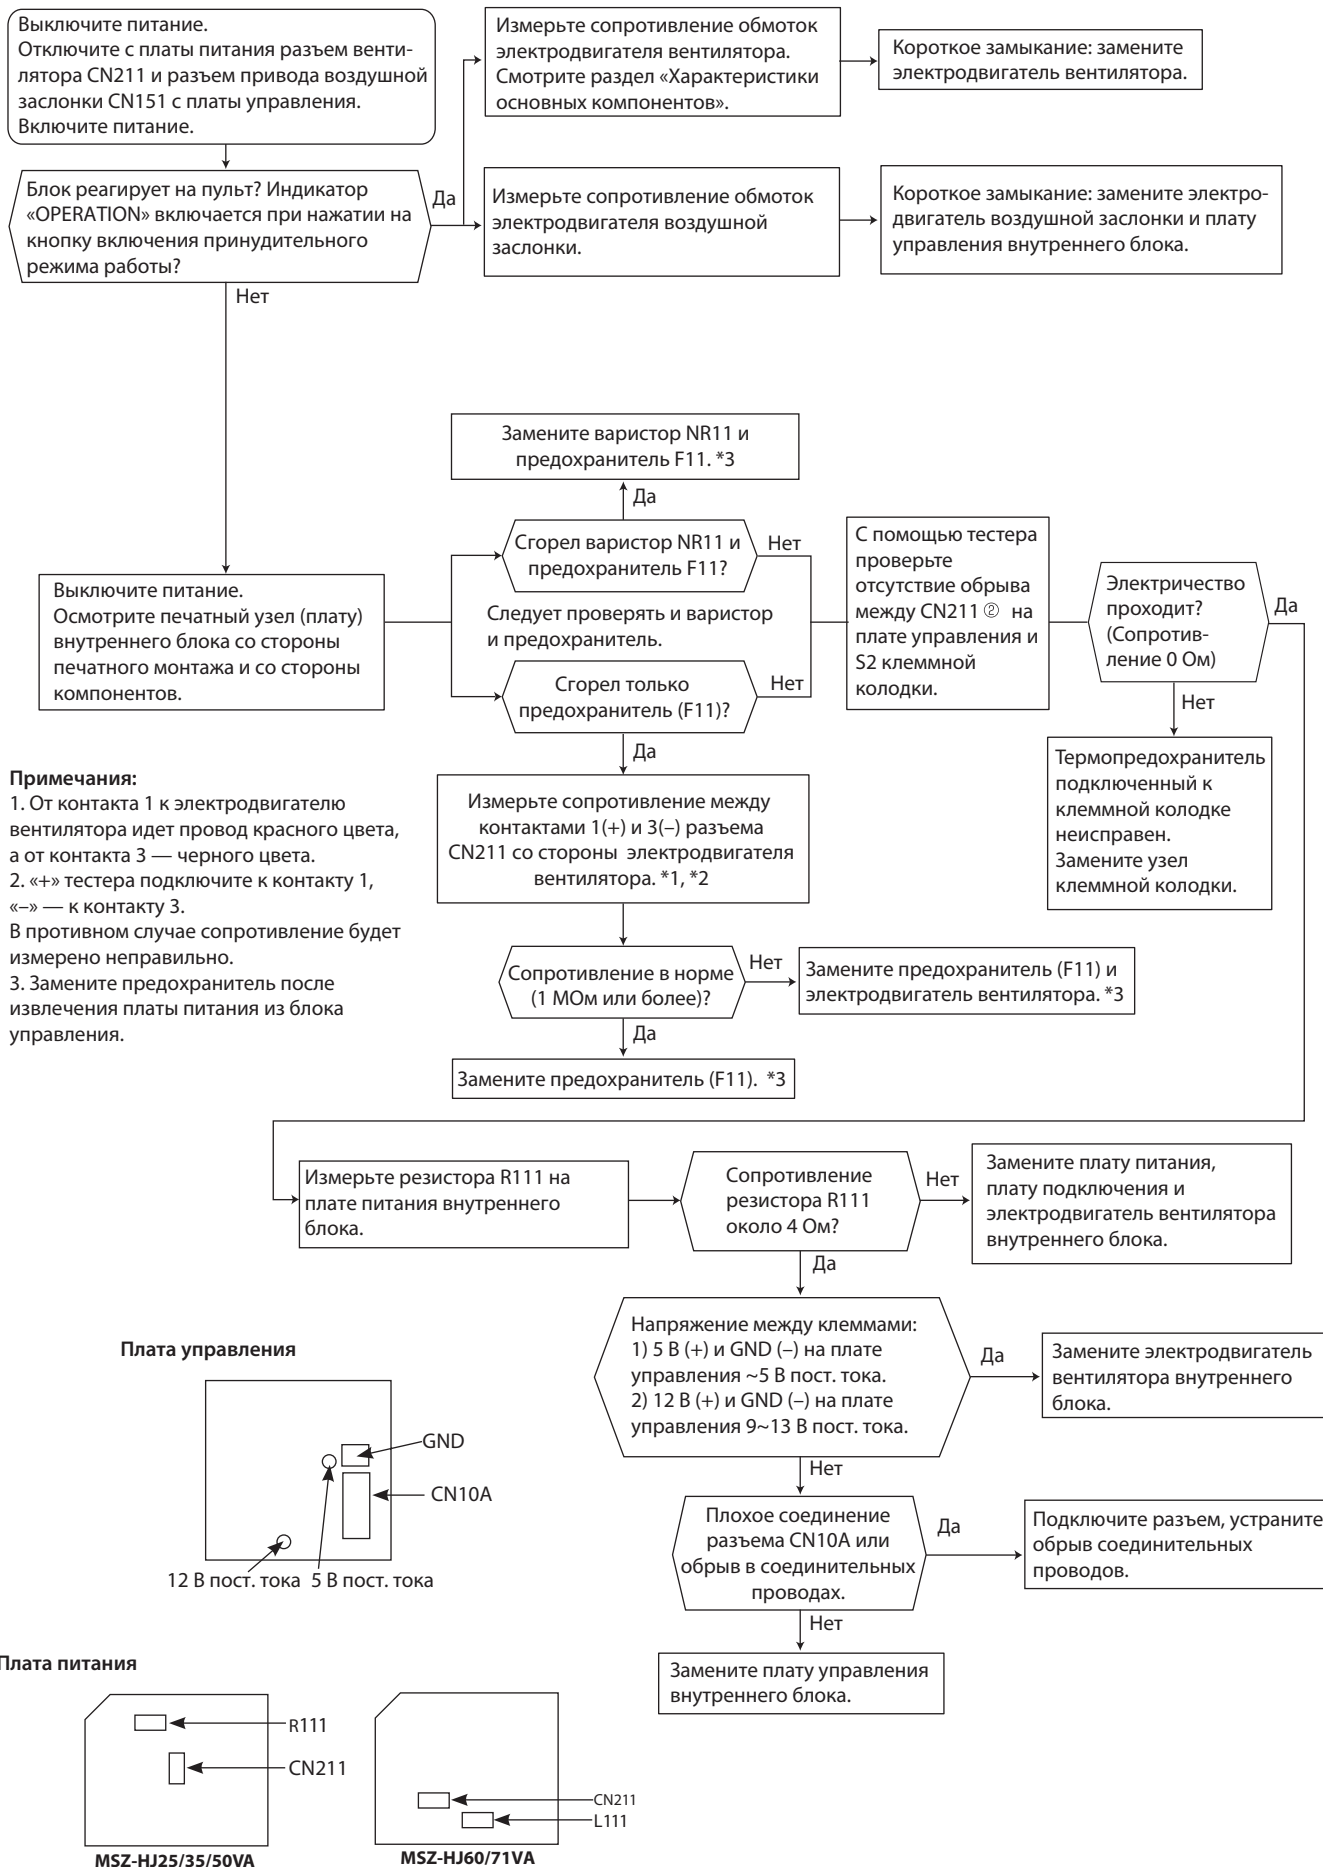 Выключите питание.
Отключите с платы питания разъем венти-
лятора CN211 и разъем привода воздушной
заслонки CN151 с платы управления.
Включите питание.
Измерьте сопротивление обмоток
электродвигателя вентилятора.
Смотрите раздел «Характеристики
основных компонентов».
Короткое замыкание: замените
электродвигатель вентилятора.
Блок реагирует на пульт? Индикатор
«OPERATION» включается при нажатии на
кнопку включения принудительного
режима работы?
Да
Измерьте сопротивление обмоток
электродвигателя воздушной
заслонки.
Короткое замыкание: замените электро-
двигатель воздушной заслонки и плату
управления внутреннего блока.
Нет
Замените варистор NR11 и
предохранитель F11. *3
Да
Сгорел варистор NR11 и
предохранитель F11?
Нет
Выключите питание.
Осмотрите печатный узел (плату)
внутреннего блока со стороны
печатного монтажа и со стороны
компонентов.
Следует проверять и варистор
и предохранитель.
Сгорел только
предохранитель (F11)?
Нет
С помощью тестера
проверьте
отсутствие обрыва
между CN211 ② на
плате управления и
S2 клеммной
колодки.
Электричество
проходит?
(Сопротив-
ление 0 Ом)
Да
Нет
Термопредохранитель
подключенный к
клеммной колодке
неисправен.
Замените узел
клеммной колодки.
Да
Измерьте сопротивление между
контактами 1(+) и 3(–) разъема
CN211 со стороны электродвигателя
вентилятора. *1, *2
Примечания:
1. От контакта 1 к электродвигателю
вентилятора идет провод красного цвета,
а от контакта 3 — черного цвета.
2. «+» тестера подключите к контакту 1,
«–» — к контакту 3.
В противном случае сопротивление будет
измерено неправильно.
3. Замените предохранитель после
извлечения платы питания из блока
управления.
Сопротивление в норме
(1 МОм или более)?
Нет
Замените предохранитель (F11) и
электродвигатель вентилятора. *3
Да
Замените предохранитель (F11). *3
Измерьте резистора R111 на
плате питания внутреннего
блока.
Сопротивление
резистора R111
около 4 Ом?
Нет
Замените плату питания,
плату подключения и
электродвигатель вентилятора
внутреннего блока.
Да
Напряжение между клеммами:
1) 5 В (+) и GND (–) на плате
управления ~5 В пост. тока.
2) 12 В (+) и GND (–) на плате
управления 9~13 В пост. тока.
Да
Замените электродвигатель
вентилятора внутреннего
блока.
Нет
Плохое соединение
разъема CN10A или
обрыв в соединительных
проводах.
Да
Подключите разъем, устраните
обрыв соединительных
проводов.
Нет
Замените плату управления
внутреннего блока.
Плата управления
GND
CN10A
12 В пост. тока
5 В пост. тока
Плата питания
R111
CN211
MSZ-HJ25/35/50VA
CN211
L111
MSZ-HJ60/71VA